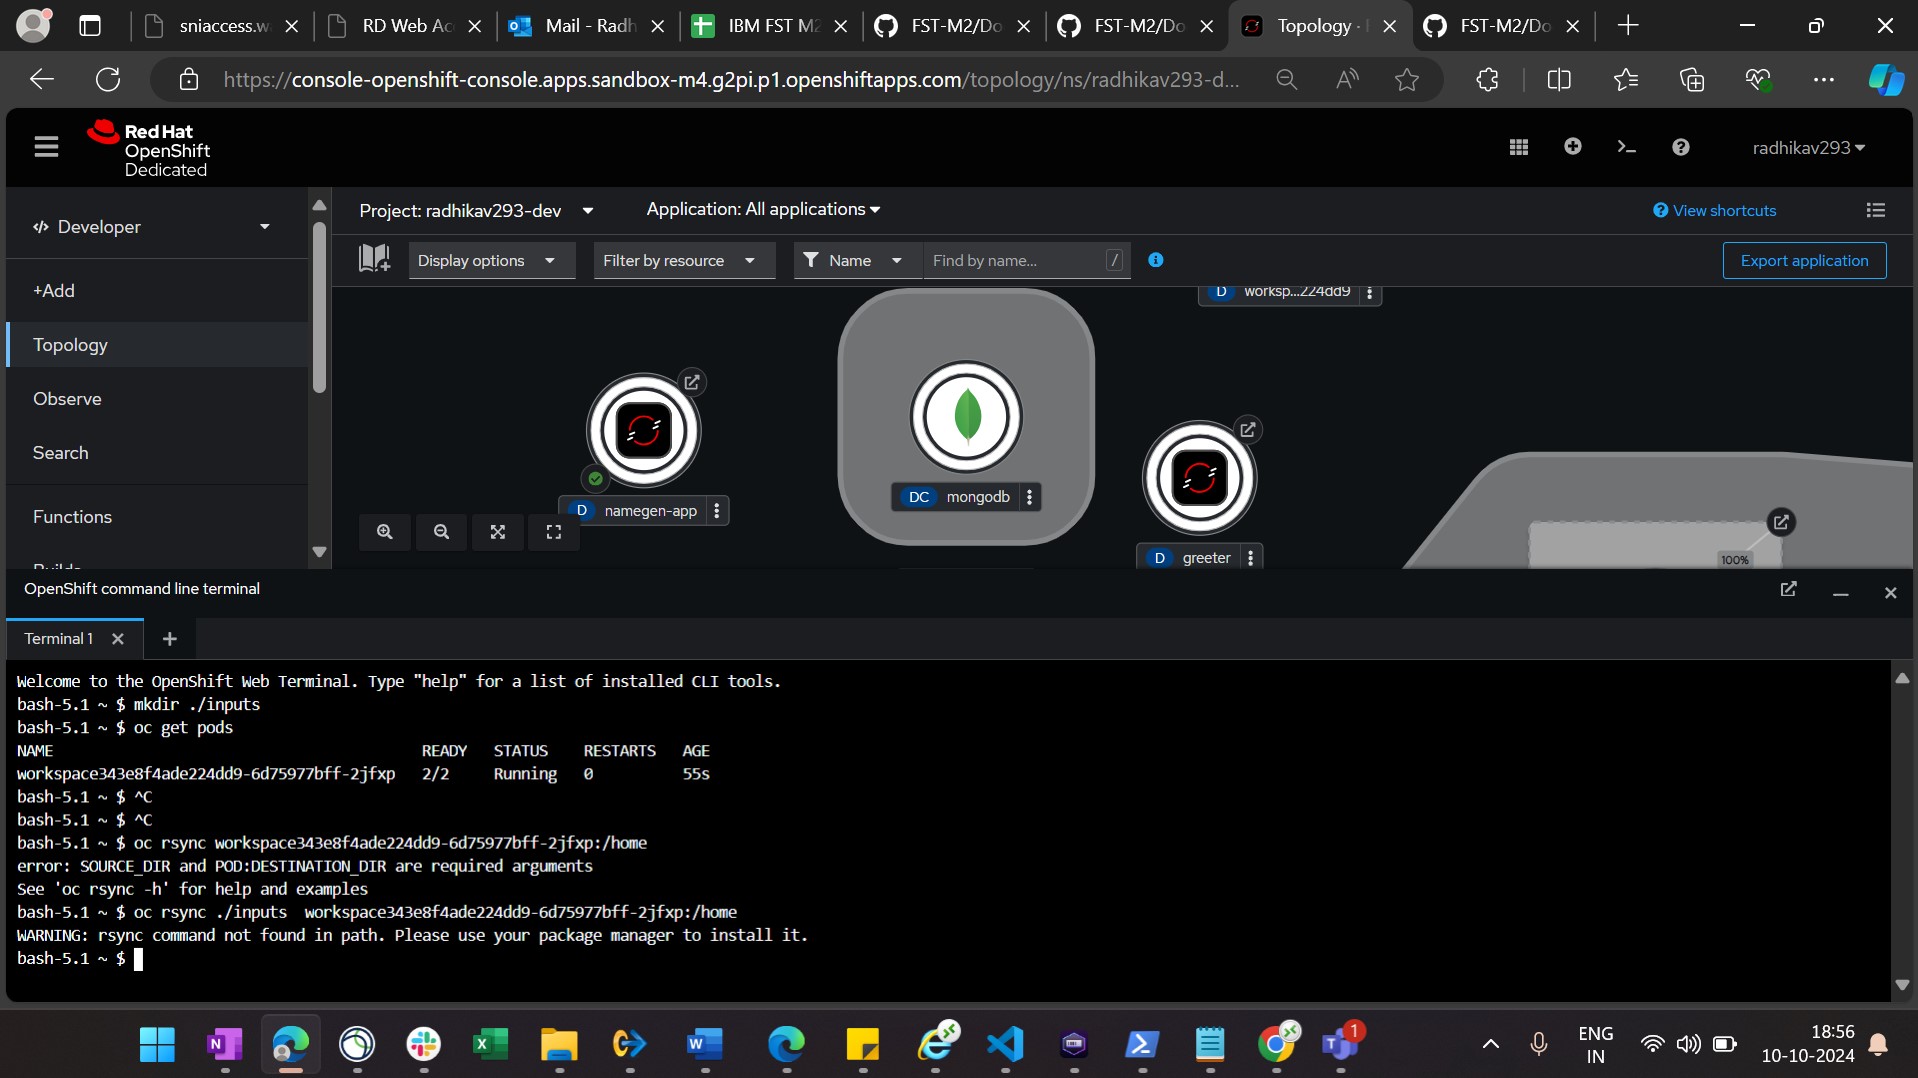 sniaccess.w
RD Web Ac
Mail - Radh
IBM FST M2
FST-M2/Do
FST-M2/Do
Topology ·
FST-M2/Do
https://console-openshift-console.apps.sandbox-m4.g2pi.p1.openshiftapps.com/topology/ns/radhikav293-d...
Red Hat
OpenShift
Dedicated
radhikav293
Developer
+Add
Topology
Observe
Search
Functions
Project: radhikav293-dev
Application: All applications
View shortcuts
Display options
Filter by resource
Name
Find by name...
/
Export application
D worksp...224dd9
D namegen-app
DC mongodb
D greeter
100%
OpenShift command line terminal
Terminal 1
Welcome to the OpenShift Web Terminal. Type "help" for a list of installed CLI tools.
bash-5.1 ~ $ mkdir ./inputs
bash-5.1 ~ $ oc get pods
NAME READY STATUS RESTARTS AGE
workspace343e8f4ade224dd9-6d75977bff-2jfxp 2/2 Running 0 55s
bash-5.1 ~ $ ^C
bash-5.1 ~ $ ^C
bash-5.1 ~ $ oc rsync workspace343e8f4ade224dd9-6d75977bff-2jfxp:/home
error: SOURCE_DIR and POD:DESTINATION_DIR are required arguments
See 'oc rsync -h' for help and examples
bash-5.1 ~ $ oc rsync ./inputs  workspace343e8f4ade224dd9-6d75977bff-2jfxp:/home
WARNING: rsync command not found in path. Please use your package manager to install it.
bash-5.1 ~ $
1
ENG
IN
18:56
10-10-2024